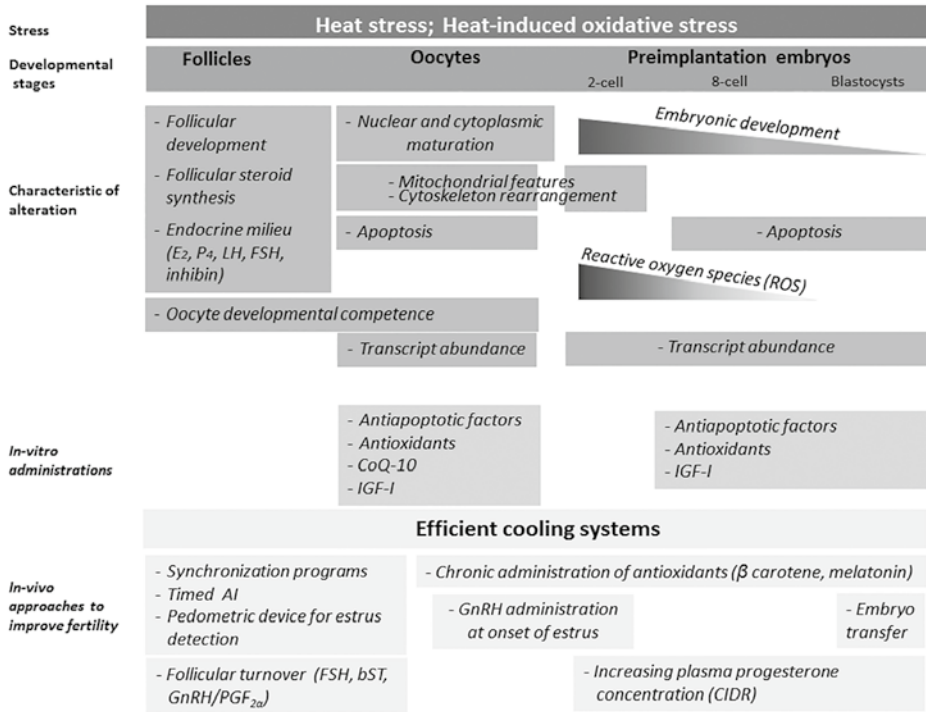 Stress
Heat stress; Heat-induced oxidative stress
Developmental
stages
Follicles
Oocytes
Preimplantation embryos
2-cell
8-cell
Blastocysts
Characteristic of
alteration
- Follicular
development
- Follicular steroid
synthesis
- Endocrine milieu
(E2, P4, LH, FSH,
inhibin)
- Nuclear and cytoplasmic
maturation
- Mitochondrial features
- Cytoskeleton rearrangement
- Apoptosis
Embryonic development
- Apoptosis
Reactive oxygen species (ROS)
- Oocyte developmental competence
- Transcript abundance
- Transcript abundance
In-vitro
administrations
- Antiapoptotic factors
- Antioxidants
- CoQ-10
- IGF-I
- Antiapoptotic factors
- Antioxidants
- IGF-I
Efficient cooling systems
In-vivo
approaches to
improve fertility
- Synchronization programs
- Timed AI
- Pedometric device for estrus
detection
- Chronic administration of antioxidants (β carotene, melatonin)
- GnRH administration
at onset of estrus
- Embryo
transfer
- Follicular turnover (FSH, bST,
GnRH/PGF2α)
- Increasing plasma progesterone
concentration (CIDR)